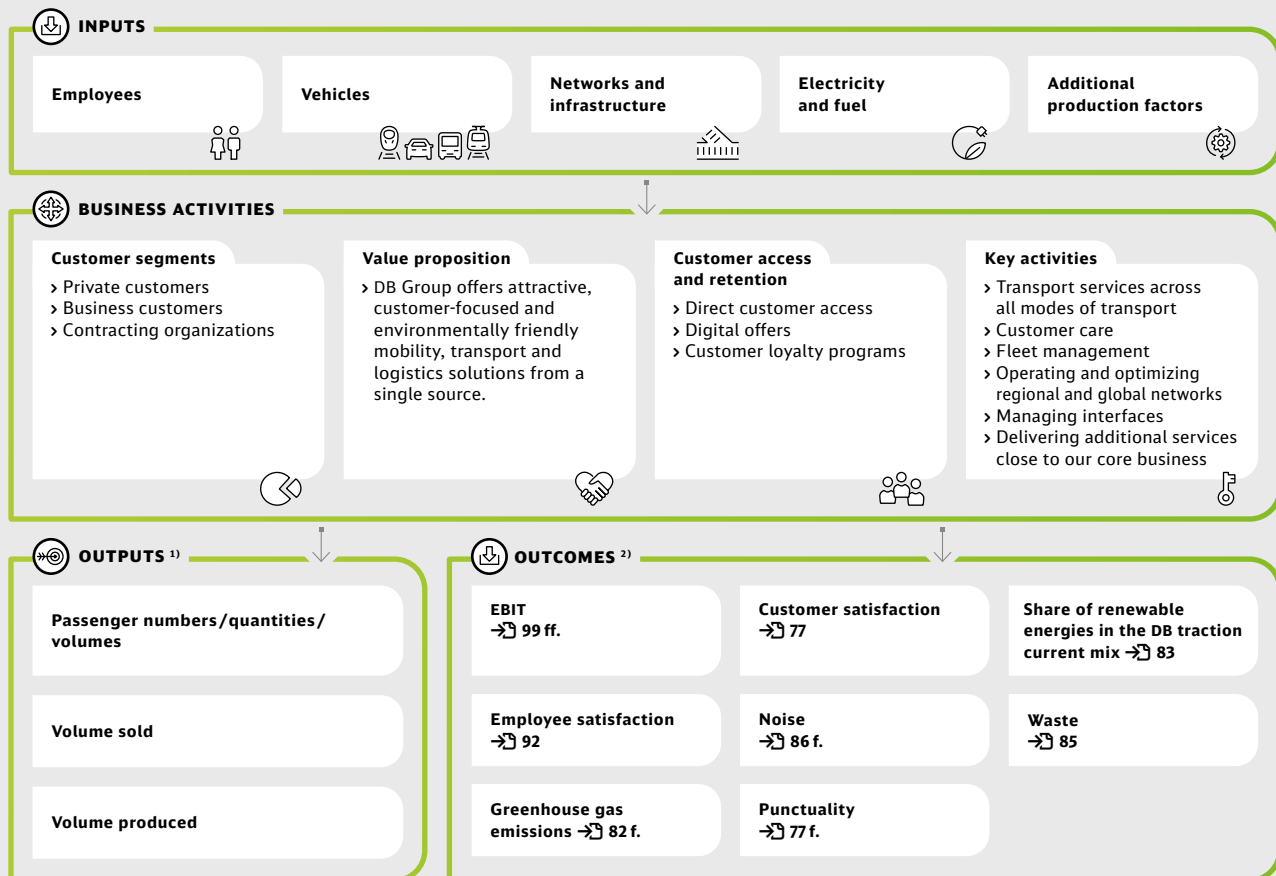 INPUTS
Employees
Vehicles
Networks and
infrastructure
Electricity
and fuel
Additional
production factors
BUSINESS ACTIVITIES
Customer segments
› Private customers
› Business customers
› Contracting organizations
Value proposition
› DB Group offers attractive,
customer-focused and
environmentally friendly
mobility, transport and
logistics solutions from a
single source.
Customer access
and retention
› Direct customer access
› Digital offers
› Customer loyalty programs
Key activities
› Transport services across
all modes of transport
› Customer care
› Fleet management
› Operating and optimizing
regional and global networks
› Managing interfaces
› Delivering additional services
close to our core business
OUTPUTS 1)
Passenger numbers/quantities/
volumes
Volume sold
Volume produced
OUTCOMES 2)
EBIT
→ 99 ff.
Customer satisfaction
→ 77
Share of renewable
energies in the DB traction
current mix → 83
Employee satisfaction
→ 92
Noise
→ 86 f.
Waste
→ 85
Greenhouse gas
emissions → 82 f.
Punctuality
→ 77 f.